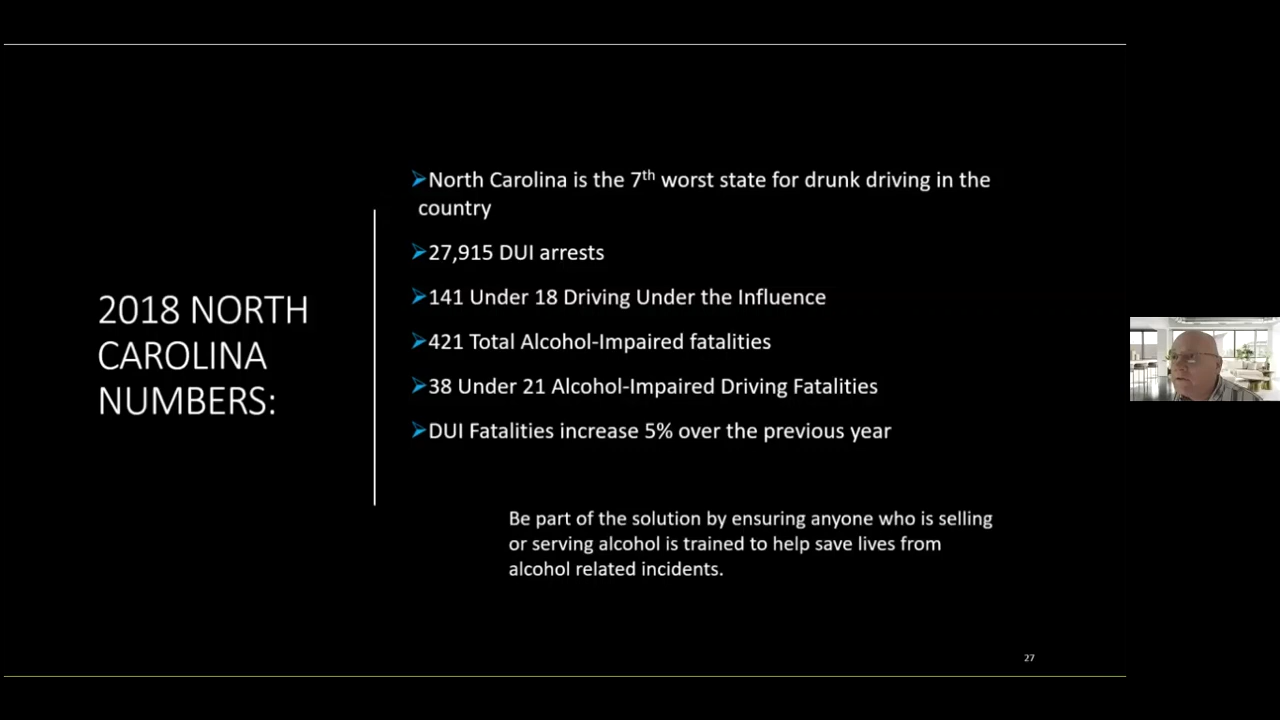 2018 NORTH
CAROLINA
NUMBERS:
➢North Carolina is the 7th worst state for drunk driving in the
country
➢27,915 DUI arrests
➢141 Under 18 Driving Under the Influence
➢421 Total Alcohol-Impaired fatalities
➢38 Under 21 Alcohol-Impaired Driving Fatalities
➢DUI Fatalities increase 5% over the previous year
Be part of the solution by ensuring anyone who is selling
or serving alcohol is trained to help save lives from
alcohol related incidents.
27